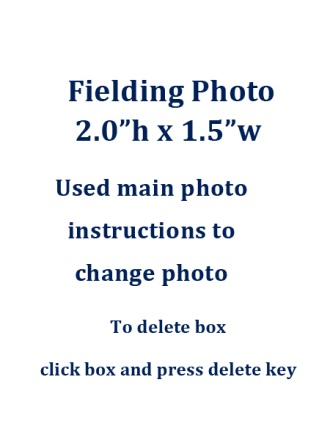 Fielding Photo
2.0”h x 1.5”w
Used main photo
instructions to
change photo
To delete box
click box and press delete key